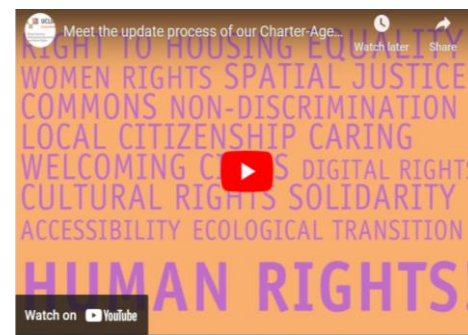 Meet the update process of our Charter-Age...
Watch later
Share
RIGHT TO HOUSING EQUALITY
WOMEN RIGHTS SPATIAL JUSTICE
COMMONS NON-DISCRIMINATION
LOCAL CITIZENSHIP CARING
WELCOMING C S DIGITAL RIGHT
CULTURAL RIGHTS SOLIDARITY
ACCESSIBILITY ECOLOGICAL TRANSITION
HUMAN RIGHTS
Watch on YouTube